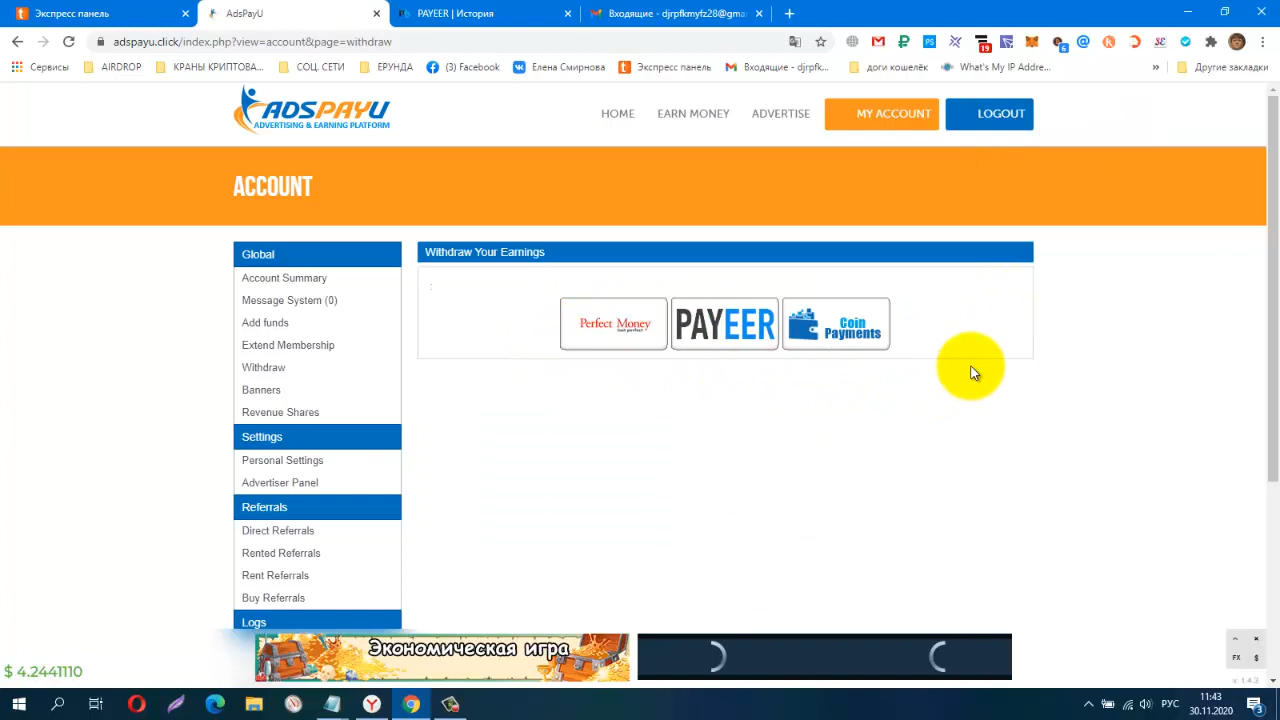 Экспресс панель
AdsPayU
PAYEER | История
Входящие - djrpfkmyfz28@gma
adspayu.click/index.php?view=account&page=withdraw
Сервисы
AIRDROP
КРАНЫ КРИПТОВА...
СОЦ. СЕТИ
ЕРУНДА
(3) Facebook
Елена Смирнова
Экспресс панель
Входящие - djrpfk...
доги кошелёк
What's My IP Addre...
Другие закладки
ADSPAYU
ADVERTISING & EARNING PLATFORM
HOME
EARN MONEY
ADVERTISE
MY ACCOUNT
LOGOUT
ACCOUNT
Global
Account Summary
Message System (0)
Add funds
Extend Membership
Withdraw
Banners
Revenue Shares
Settings
Personal Settings
Advertiser Panel
Referrals
Direct Referrals
Rented Referrals
Rent Referrals
Buy Referrals
Logs
Withdraw Your Earnings
:
Perfect Money
PAYEER
Coin
Payments
Экономическая игра
$ 4.2441110
FX $
v. 1.4.3
РУС
11:43
30.11.2020